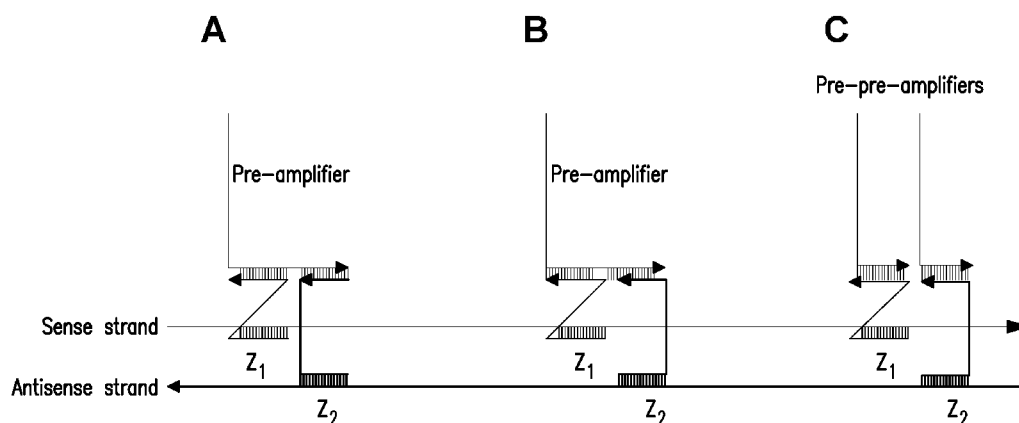 A B C
Pre-pre-amplifiers
Pre-amplifier Pre-amplifier
Sense strand
Z₁ Z₁ Z₁
Antisense strand
Z₂ Z₂ Z₂